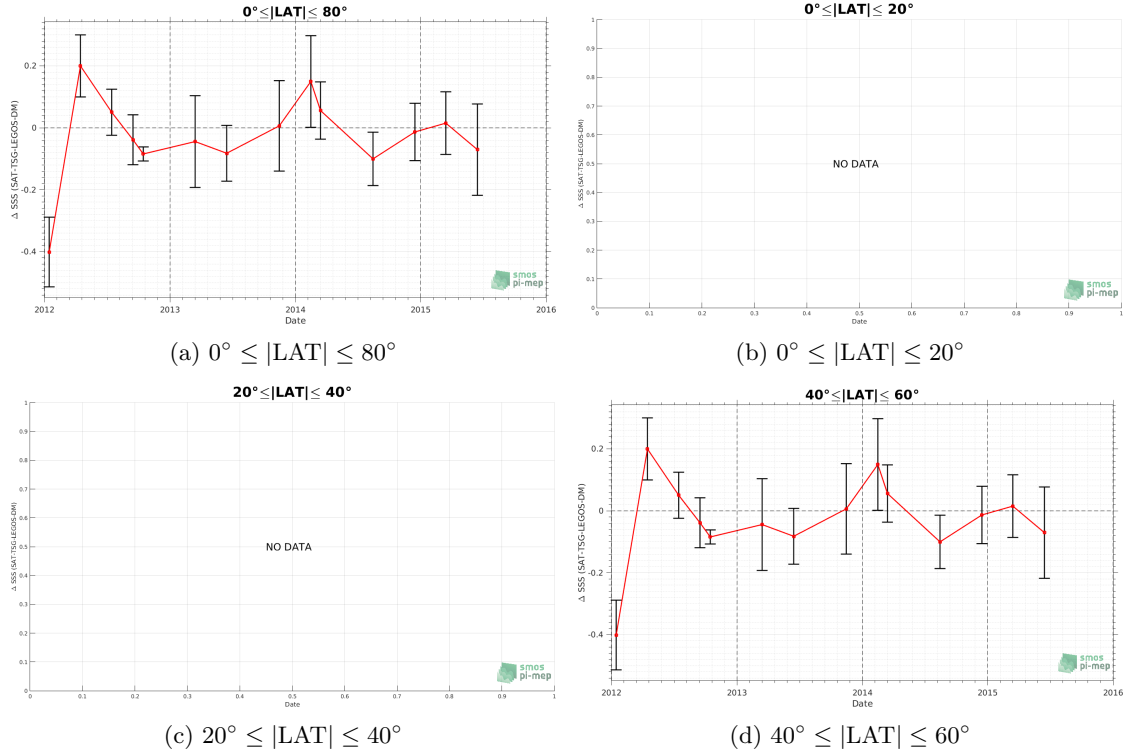 0°≤|LAT|≤ 80°
Δ SSS (SAT-TSG-LEGOS-DM)
0.2
0
-0.2
-0.4
2012 2013 2014 2015 2016
Date
smos
pi-mep
(a) 0° ≤ |LAT| ≤ 80°
0°≤|LAT|≤ 20°
Δ SSS (SAT-TSG-LEGOS-DM)
1
0.9
0.8
0.7
0.6
0.5
0.4
0.3
0.2
0.1
0
NO DATA
0 0.1 0.2 0.3 0.4 0.5 0.6 0.7 0.8 0.9 1
Date
smos
pi-mep
(b) 0° ≤ |LAT| ≤ 20°
20°≤|LAT|≤ 40°
Δ SSS (SAT-TSG-LEGOS-DM)
1
0.9
0.8
0.7
0.6
0.5
0.4
0.3
0.2
0.1
0
NO DATA
0 0.1 0.2 0.3 0.4 0.5 0.6 0.7 0.8 0.9 1
Date
smos
pi-mep
(c) 20° ≤ |LAT| ≤ 40°
40°≤|LAT|≤ 60°
Δ SSS (SAT-TSG-LEGOS-DM)
0.2
0
-0.2
-0.4
2012 2013 2014 2015 2016
Date
smos
pi-mep
(d) 40° ≤ |LAT| ≤ 60°